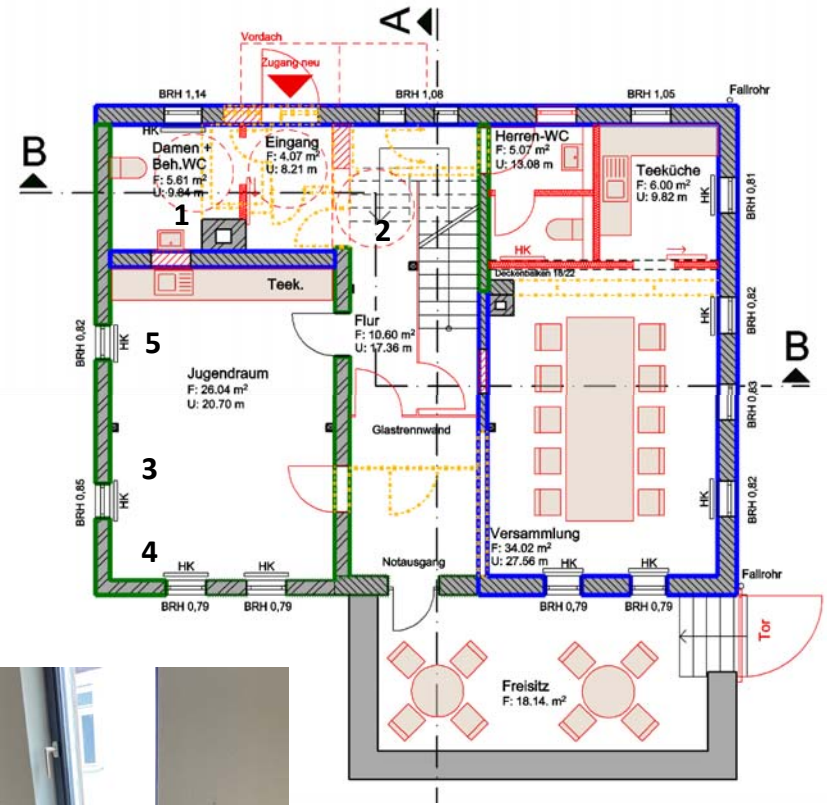 A
Vordach
Zugang neu
BRH 1,14
BRH 1,08
BRH 1,05
Fallrohr
HK
Damen +
Beh.WC
F: 5.61 m²
U: 9.84 m
Eingang
F: 4.07 m²
U: 8.21 m
Herren-WC
F: 5.07 m²
U: 13.08 m
Teeküche
F: 6.00 m²
U: 9.82 m
HK
BRH 0,81
B
1
2
HK
Deckenbalken 18/22
Teek.
BRH 0,82
HK
5
Flur
F: 10.60 m²
U: 17.36 m
HK
BRH 0,82
B
Jugendraum
F: 26.04 m²
U: 20.70 m
BRH 0,83
Glastrennwand
3
BRH 0,85
HK
HK
BRH 0,82
4
Versammlung
F: 34.02 m²
U: 27.56 m
Notausgang
HK
HK
HK
HK
BRH 0,79
BRH 0,79
BRH 0,79
BRH 0,79
Fallrohr
Tor
Freisitz
F: 18.14. m²